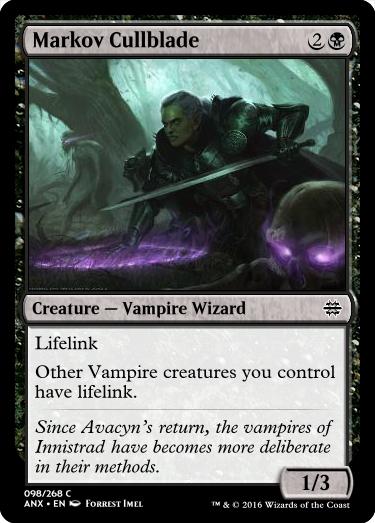 Markov Cullblade 2
Creature — Vampire Wizard
Lifelink
Other Vampire creatures you control
have lifelink.
Since Avacyn's return, the vampires of
Innistrad have becomes more deliberate
in their methods.
1/3
098/268 C
ANX • EN Forrest Imel
™ & © 2016 Wizards of the Coast